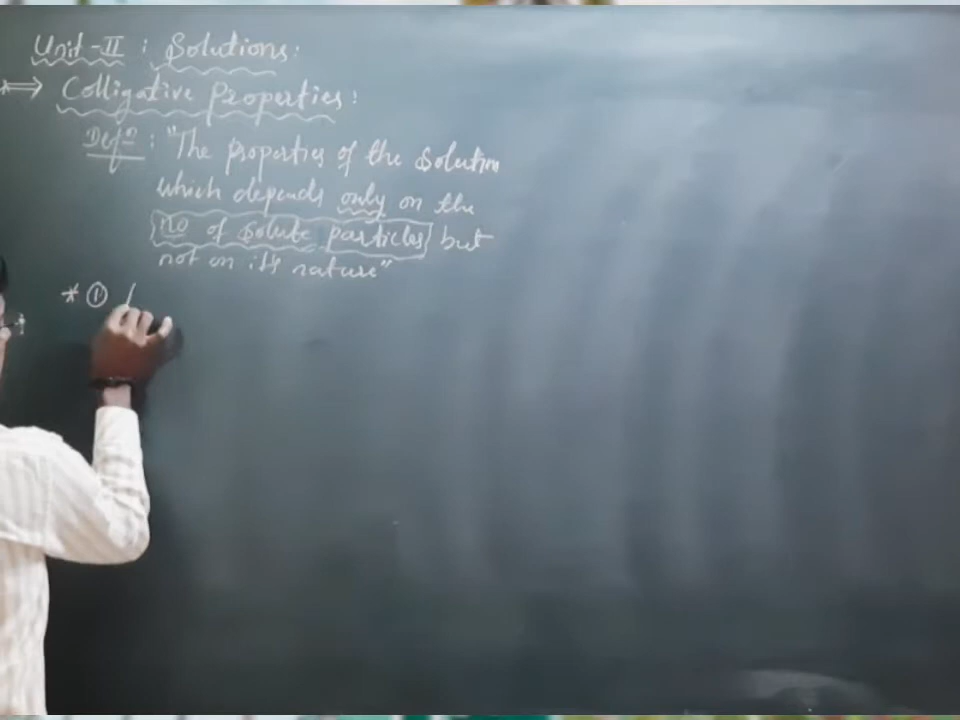 Unit-II : Solutions:
*⟹ Colligative Properties:
Defn : "The properties of the solution
which depends only on the
no of solute particles but
not on it's nature"
* ①